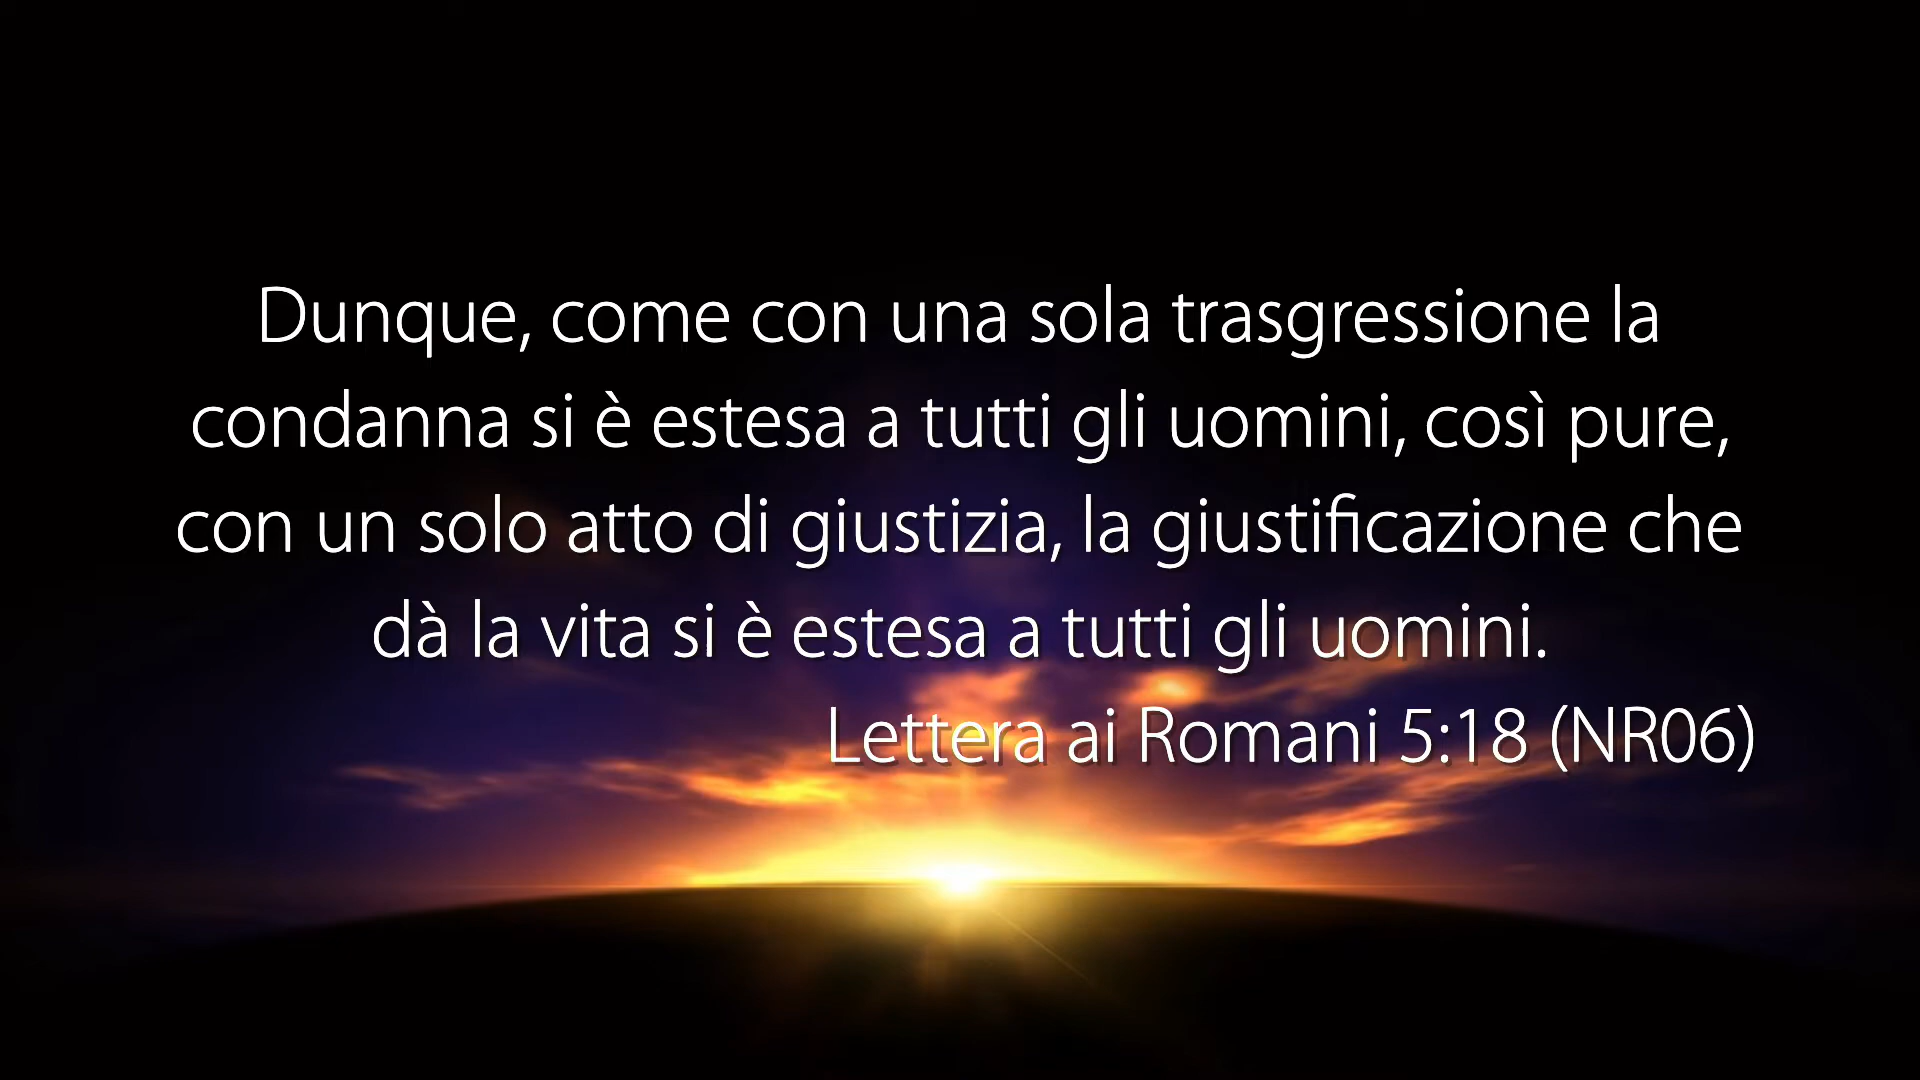 Dunque, come con una sola trasgressione la
condanna si è estesa a tutti gli uomini, così pure,
con un solo atto di giustizia, la giustificazione che
dà la vita si è estesa a tutti gli uomini.
Lettera ai Romani 5:18 (NR06)